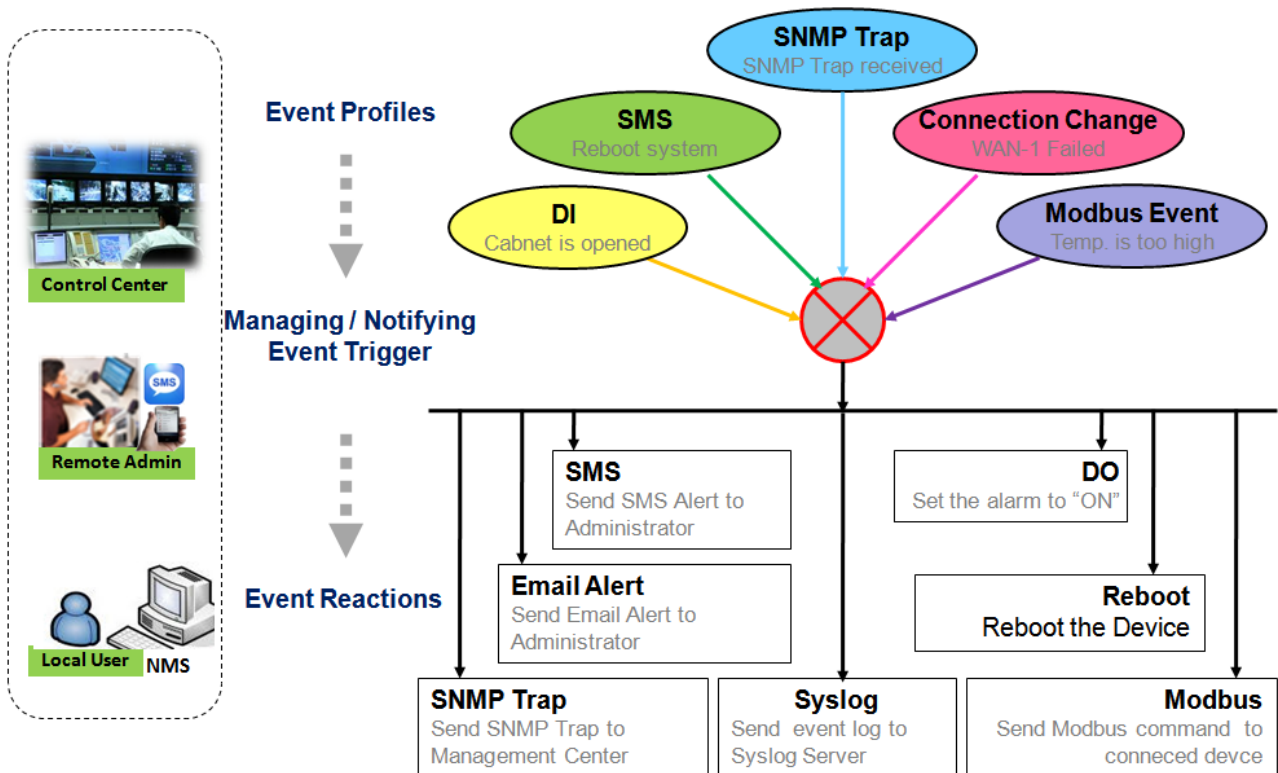 SNMP Trap
SNMP Trap received
Event Profiles
SMS
Reboot system
Connection Change
WAN-1 Failed
DI
Cabnet is opened
Modbus Event
Temp. is too high
Control Center
Managing / Notifying
Event Trigger
SMS
Remote Admin
SMS
Send SMS Alert to
Administrator
DO
Set the alarm to “ON”
Event Reactions
Email Alert
Send Email Alert to
Administrator
Reboot
Reboot the Device
Local User
NMS
SNMP Trap
Send SNMP Trap to
Management Center
Syslog
Send event log to
Syslog Server
Modbus
Send Modbus command to
conneced devce